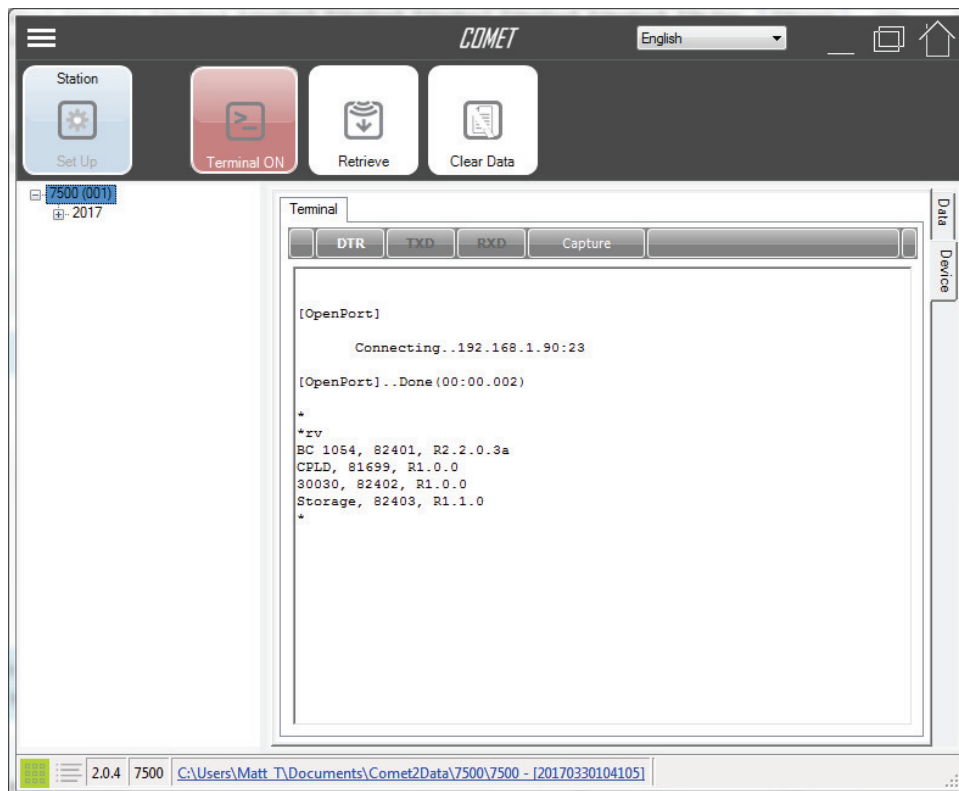 COMET
English
Station
Set Up
Terminal ON
Retrieve
Clear Data
7500 (001)
2017
Terminal
DTR TXD RXD Capture
[OpenPort]
Connecting..192.168.1.90:23
[OpenPort]..Done(00:00.002)
*
*rv
BC 1054, 82401, R2.2.0.3a
CPLD, 81699, R1.0.0
30030, 82402, R1.0.0
Storage, 82403, R1.1.0
*
Data
Device
2.0.4 7500 C:\Users\Matt_T\Documents\Comet2Data\7500\7500 - [20170330104105]